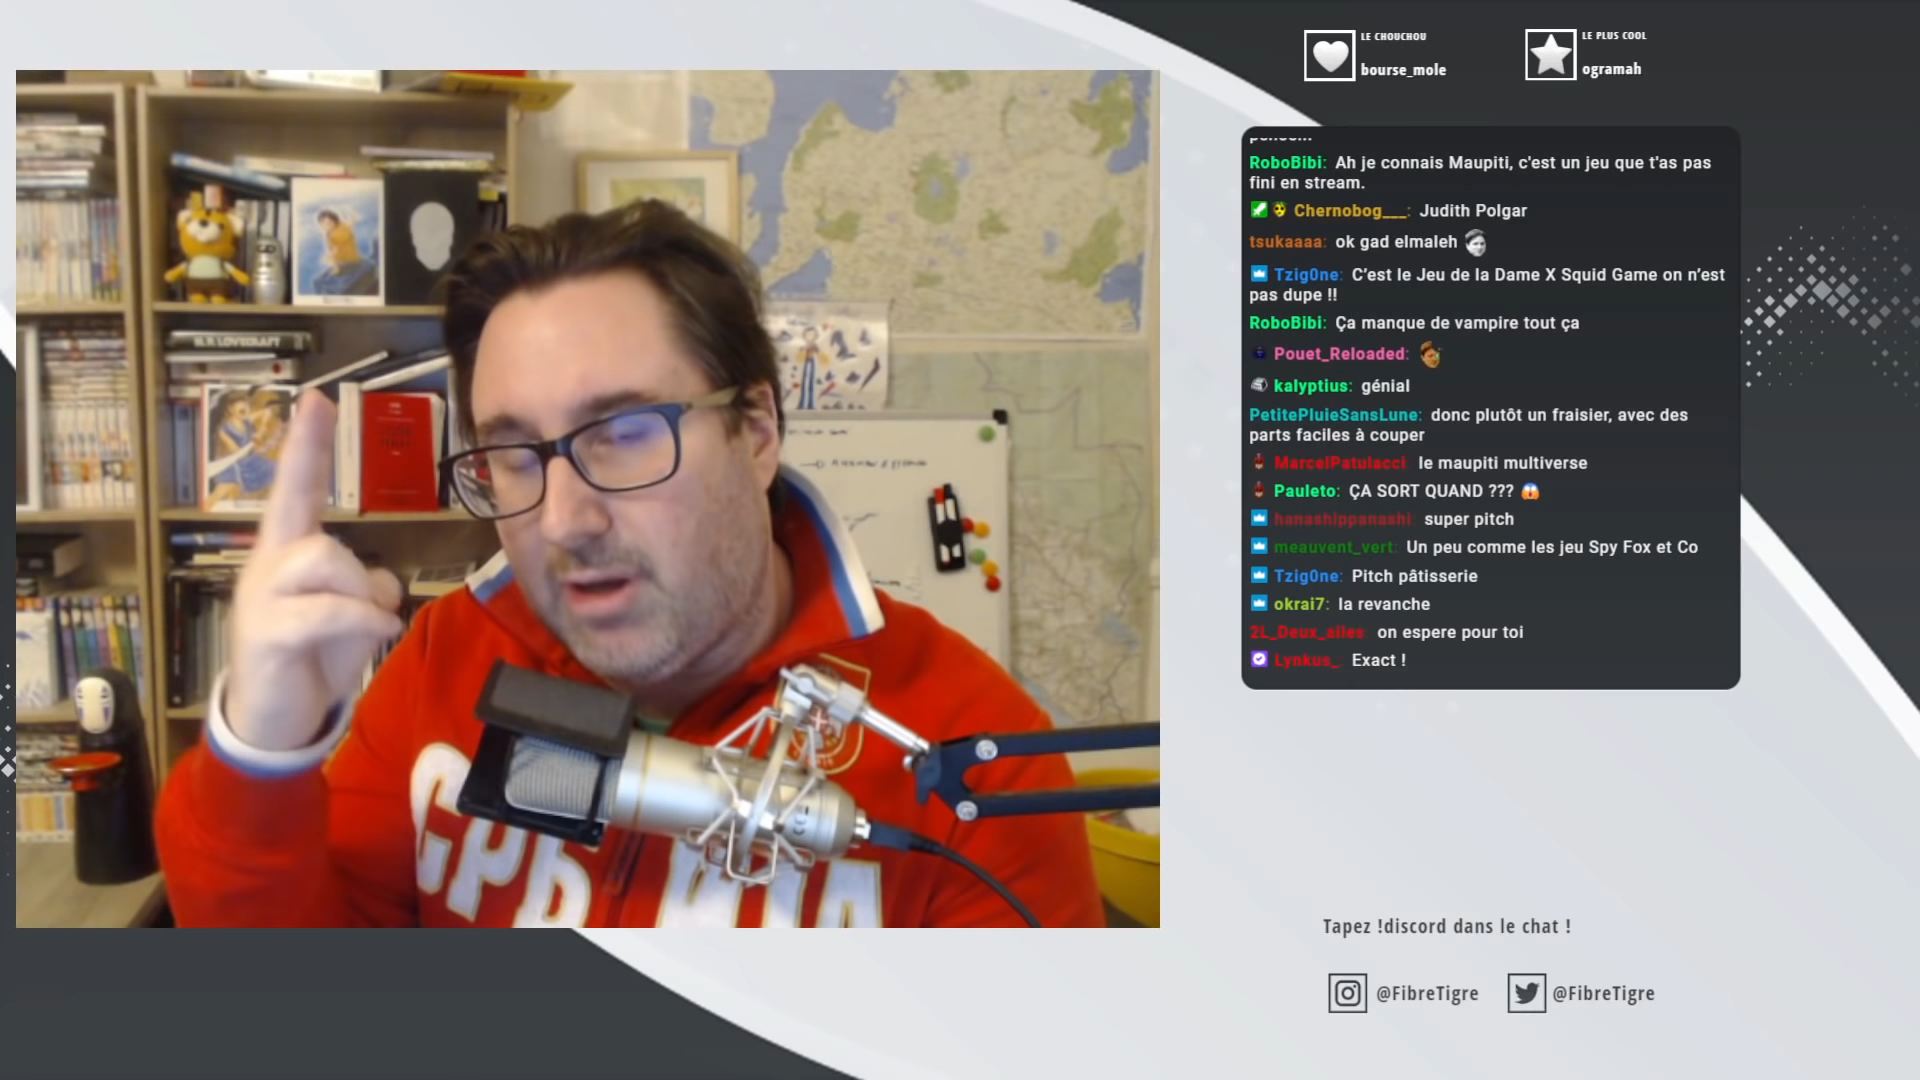 LE CHOUCHOU
bourse_mole
LE PLUS COOL
ogramah
RoboBibi: Ah je connais Maupiti, c'est un jeu que t'as pas
fini en stream.
Chernobog___: Judith Polgar
tsukaaaa: ok gad elmaleh
Tzig0ne: C’est le Jeu de la Dame X Squid Game on n’est
pas dupe !!
RoboBibi: Ça manque de vampire tout ça
Pouet_Reloaded:
kalyptius: génial
PetitePluieSansLune: donc plutôt un fraisier, avec des
parts faciles à couper
MarcelPatulacci: le maupiti multiverse
Pauleto: ÇA SORT QUAND ???
hanashippanashi: super pitch
meauvent_vert: Un peu comme les jeu Spy Fox et Co
Tzig0ne: Pitch pâtisserie
okrai7: la revanche
2L_Deux_ailes: on espere pour toi
Lynkus_: Exact !
H.P. LOVECRAFT
Tapez !discord dans le chat !
@FibreTigre
@FibreTigre